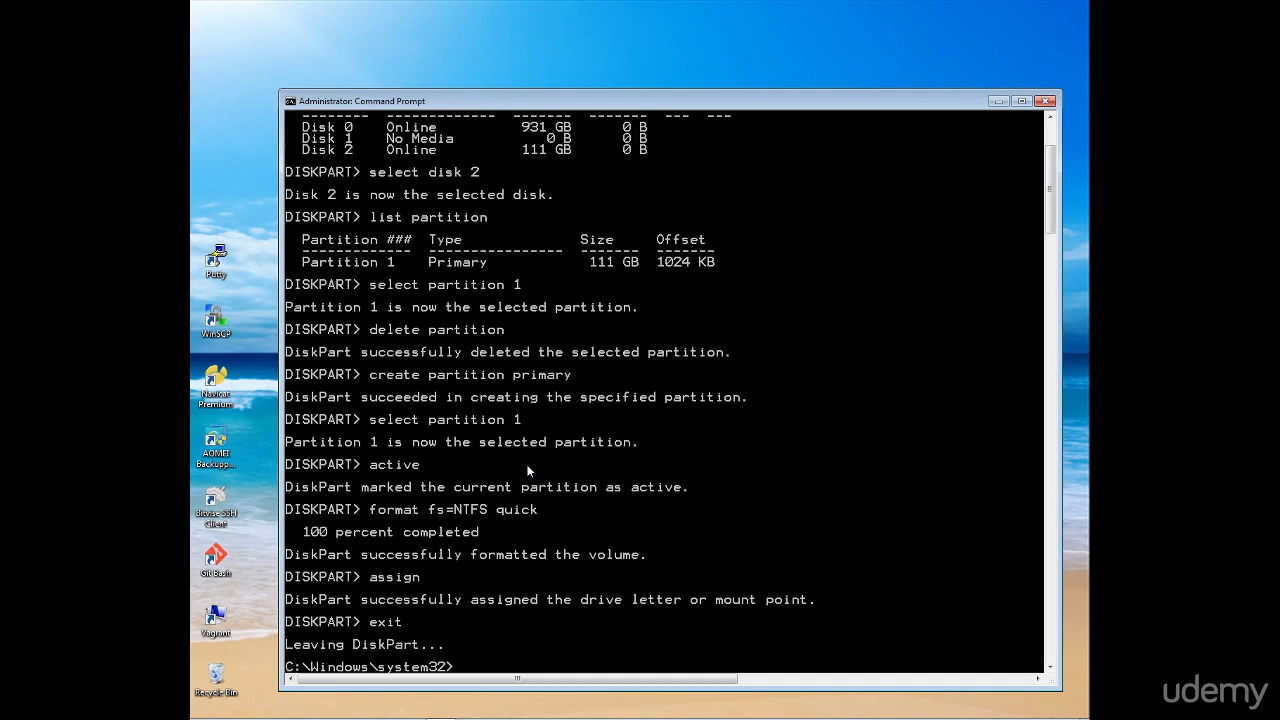 Administrator: Command Prompt
-------- ------------- ------- ------- --- ---
Disk 0 Online 931 GB 0 B
Disk 1 No Media 0 B 0 B
Disk 2 Online 111 GB 0 B
DISKPART> select disk 2
Disk 2 is now the selected disk.
DISKPART> list partition
Partition ### Type Size Offset
------------- ---------------- ------- -------
Partition 1 Primary 111 GB 1024 KB
DISKPART> select partition 1
Partition 1 is now the selected partition.
DISKPART> delete partition
DiskPart successfully deleted the selected partition.
DISKPART> create partition primary
DiskPart succeeded in creating the specified partition.
DISKPART> select partition 1
Partition 1 is now the selected partition.
DISKPART> active
DiskPart marked the current partition as active.
DISKPART> format fs=NTFS quick
100 percent completed
DiskPart successfully formatted the volume.
DISKPART> assign
DiskPart successfully assigned the drive letter or mount point.
DISKPART> exit
Leaving DiskPart...
C:\Windows\system32>
Putty
WinSCP
Navicat
Premium
AOMEI
Backupp...
Bitvise SSH
Client
Git Bash
Vagrant
Recycle Bin
udemy